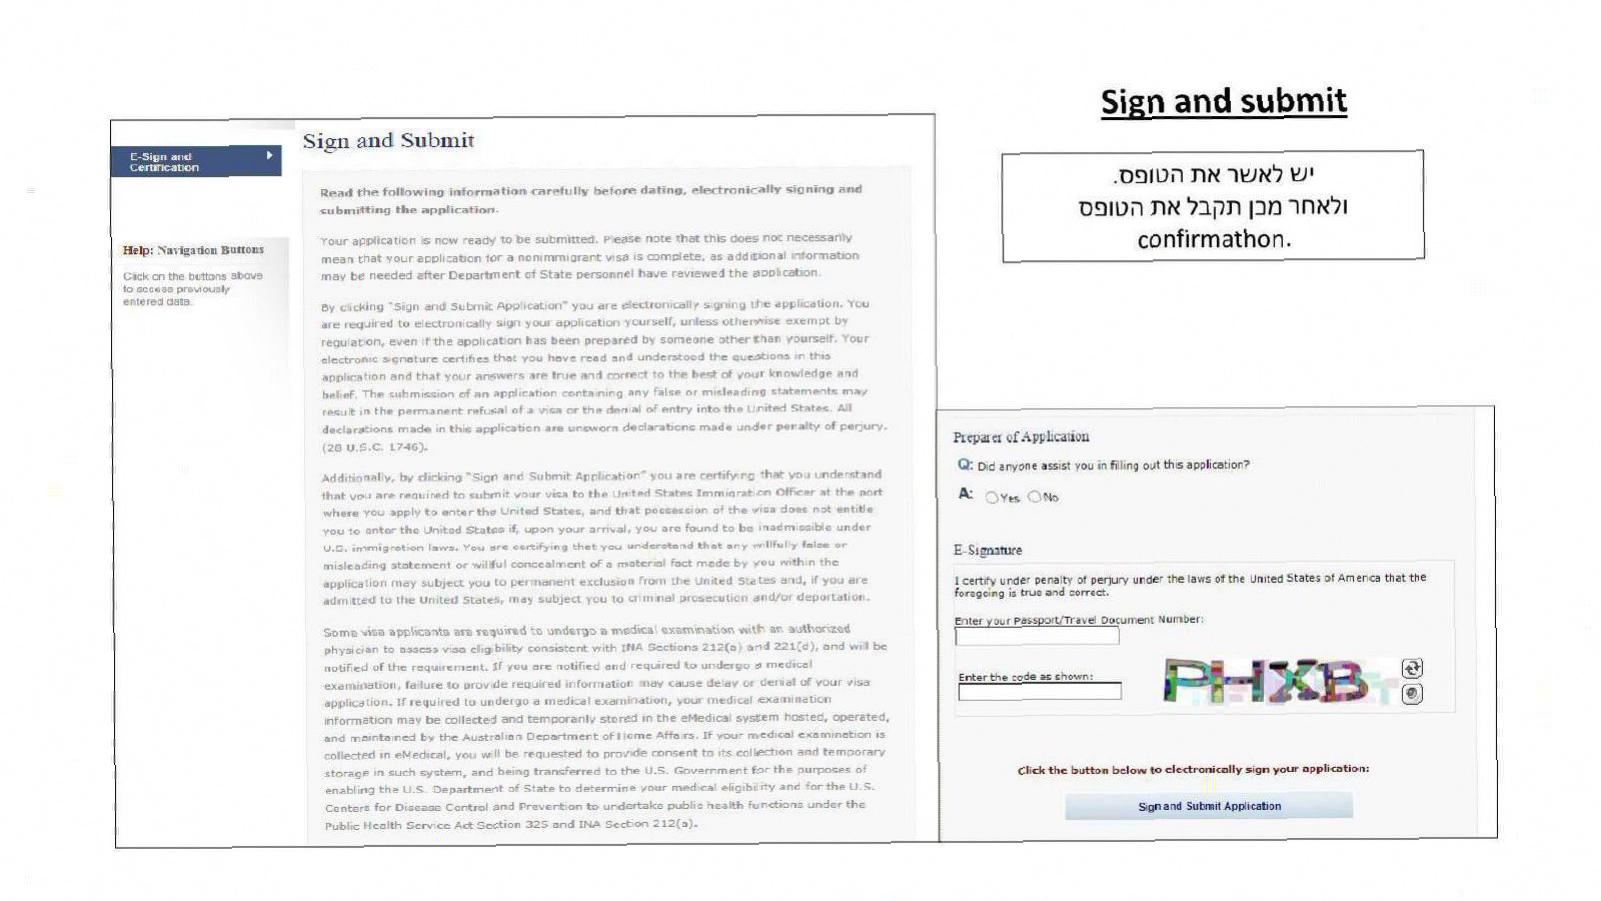 Sign and submit
יש לאשר את הטופס.
ולאחר מכן תקבל את הטופס
confirmathon.
E-Sign and
Certification
Help: Navigation Buttons
Click on the buttons above
to access previously
entered data.
Sign and Submit
Read the following information carefully before dating, electronically signing and
submitting the application.
Your application is now ready to be submitted. Please note that this does not necessarily
mean that your application for a nonimmigrant visa is complete, as additional information
may be needed after Department of State personnel have reviewed the application.
By clicking "Sign and Submit Application" you are electronically signing the application. You
are required to electronically sign your application yourself, unless otherwise exempt by
regulation, even if the application has been prepared by someone other than yourself. Your
electronic signature certifies that you have read and understood the questions in this
application and that your answers are true and correct to the best of your knowledge and
belief. The submission of an application containing any false or misleading statements may
result in the permanent refusal of a visa or the denial of entry into the United States. All
declarations made in this application are unsworn declarations made under penalty of perjury.
(28 U.S.C. 1746).
Additionally, by clicking "Sign and Submit Application" you are certifying that you understand
that you are required to submit your visa to the United States Immigration Officer at the port
where you apply to enter the United States, and that possession of the visa does not entitle
you to enter the United States if, upon your arrival, you are found to be inadmissible under
U.S. immigration laws. You are certifying that you understand that any willfully false or
misleading statement or willful concealment of a material fact made by you within the
application may subject you to permanent exclusion from the United States and, if you are
admitted to the United States, may subject you to criminal prosecution and/or deportation.
Some visa applicants are required to undergo a medical examination with an authorized
physician to assess visa eligibility consistent with INA Sections 212(a) and 221(d), and will be
notified of the requirement. If you are notified and required to undergo a medical
examination, failure to provide required information may cause delay or denial of your visa
application. If required to undergo a medical examination, your medical examination
information may be collected and temporarily stored in the eMedical system hosted, operated,
and maintained by the Australian Department of Home Affairs. If your medical examination is
collected in eMedical, you will be requested to provide consent to its collection and temporary
storage in such system, and being transferred to the U.S. Government for the purposes of
enabling the U.S. Department of State to determine your medical eligibility and for the U.S.
Centers for Disease Control and Prevention to undertake public health functions under the
Public Health Service Act Section 325 and INA Section 212(a).
Preparer of Application
Q: Did anyone assist you in filling out this application?
A: Yes No
E-Signature
I certify under penalty of perjury under the laws of the United States of America that the
foregoing is true and correct.
Enter your Passport/Travel Document Number:
Enter the code as shown:
PHXB
Click the button below to electronically sign your application:
Sign and Submit Application